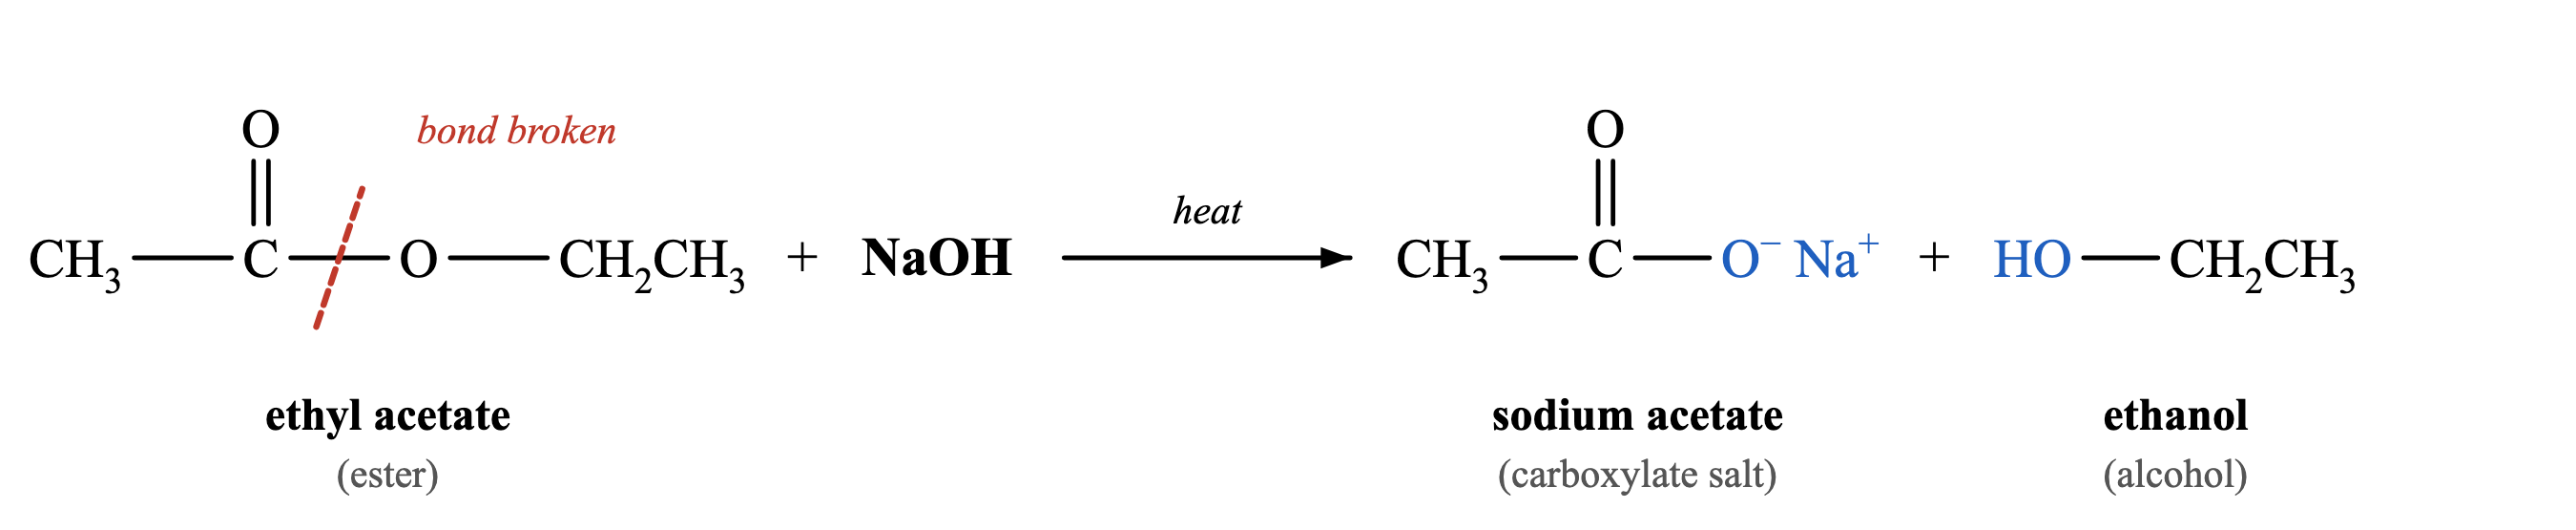 O bond broken O
heat
CH₃ C O CH₂CH₃ + NaOH CH₃ C O⁻ Na⁺ + HO CH₂CH₃
ethyl acetate sodium acetate ethanol
(ester) (carboxylate salt) (alcohol)